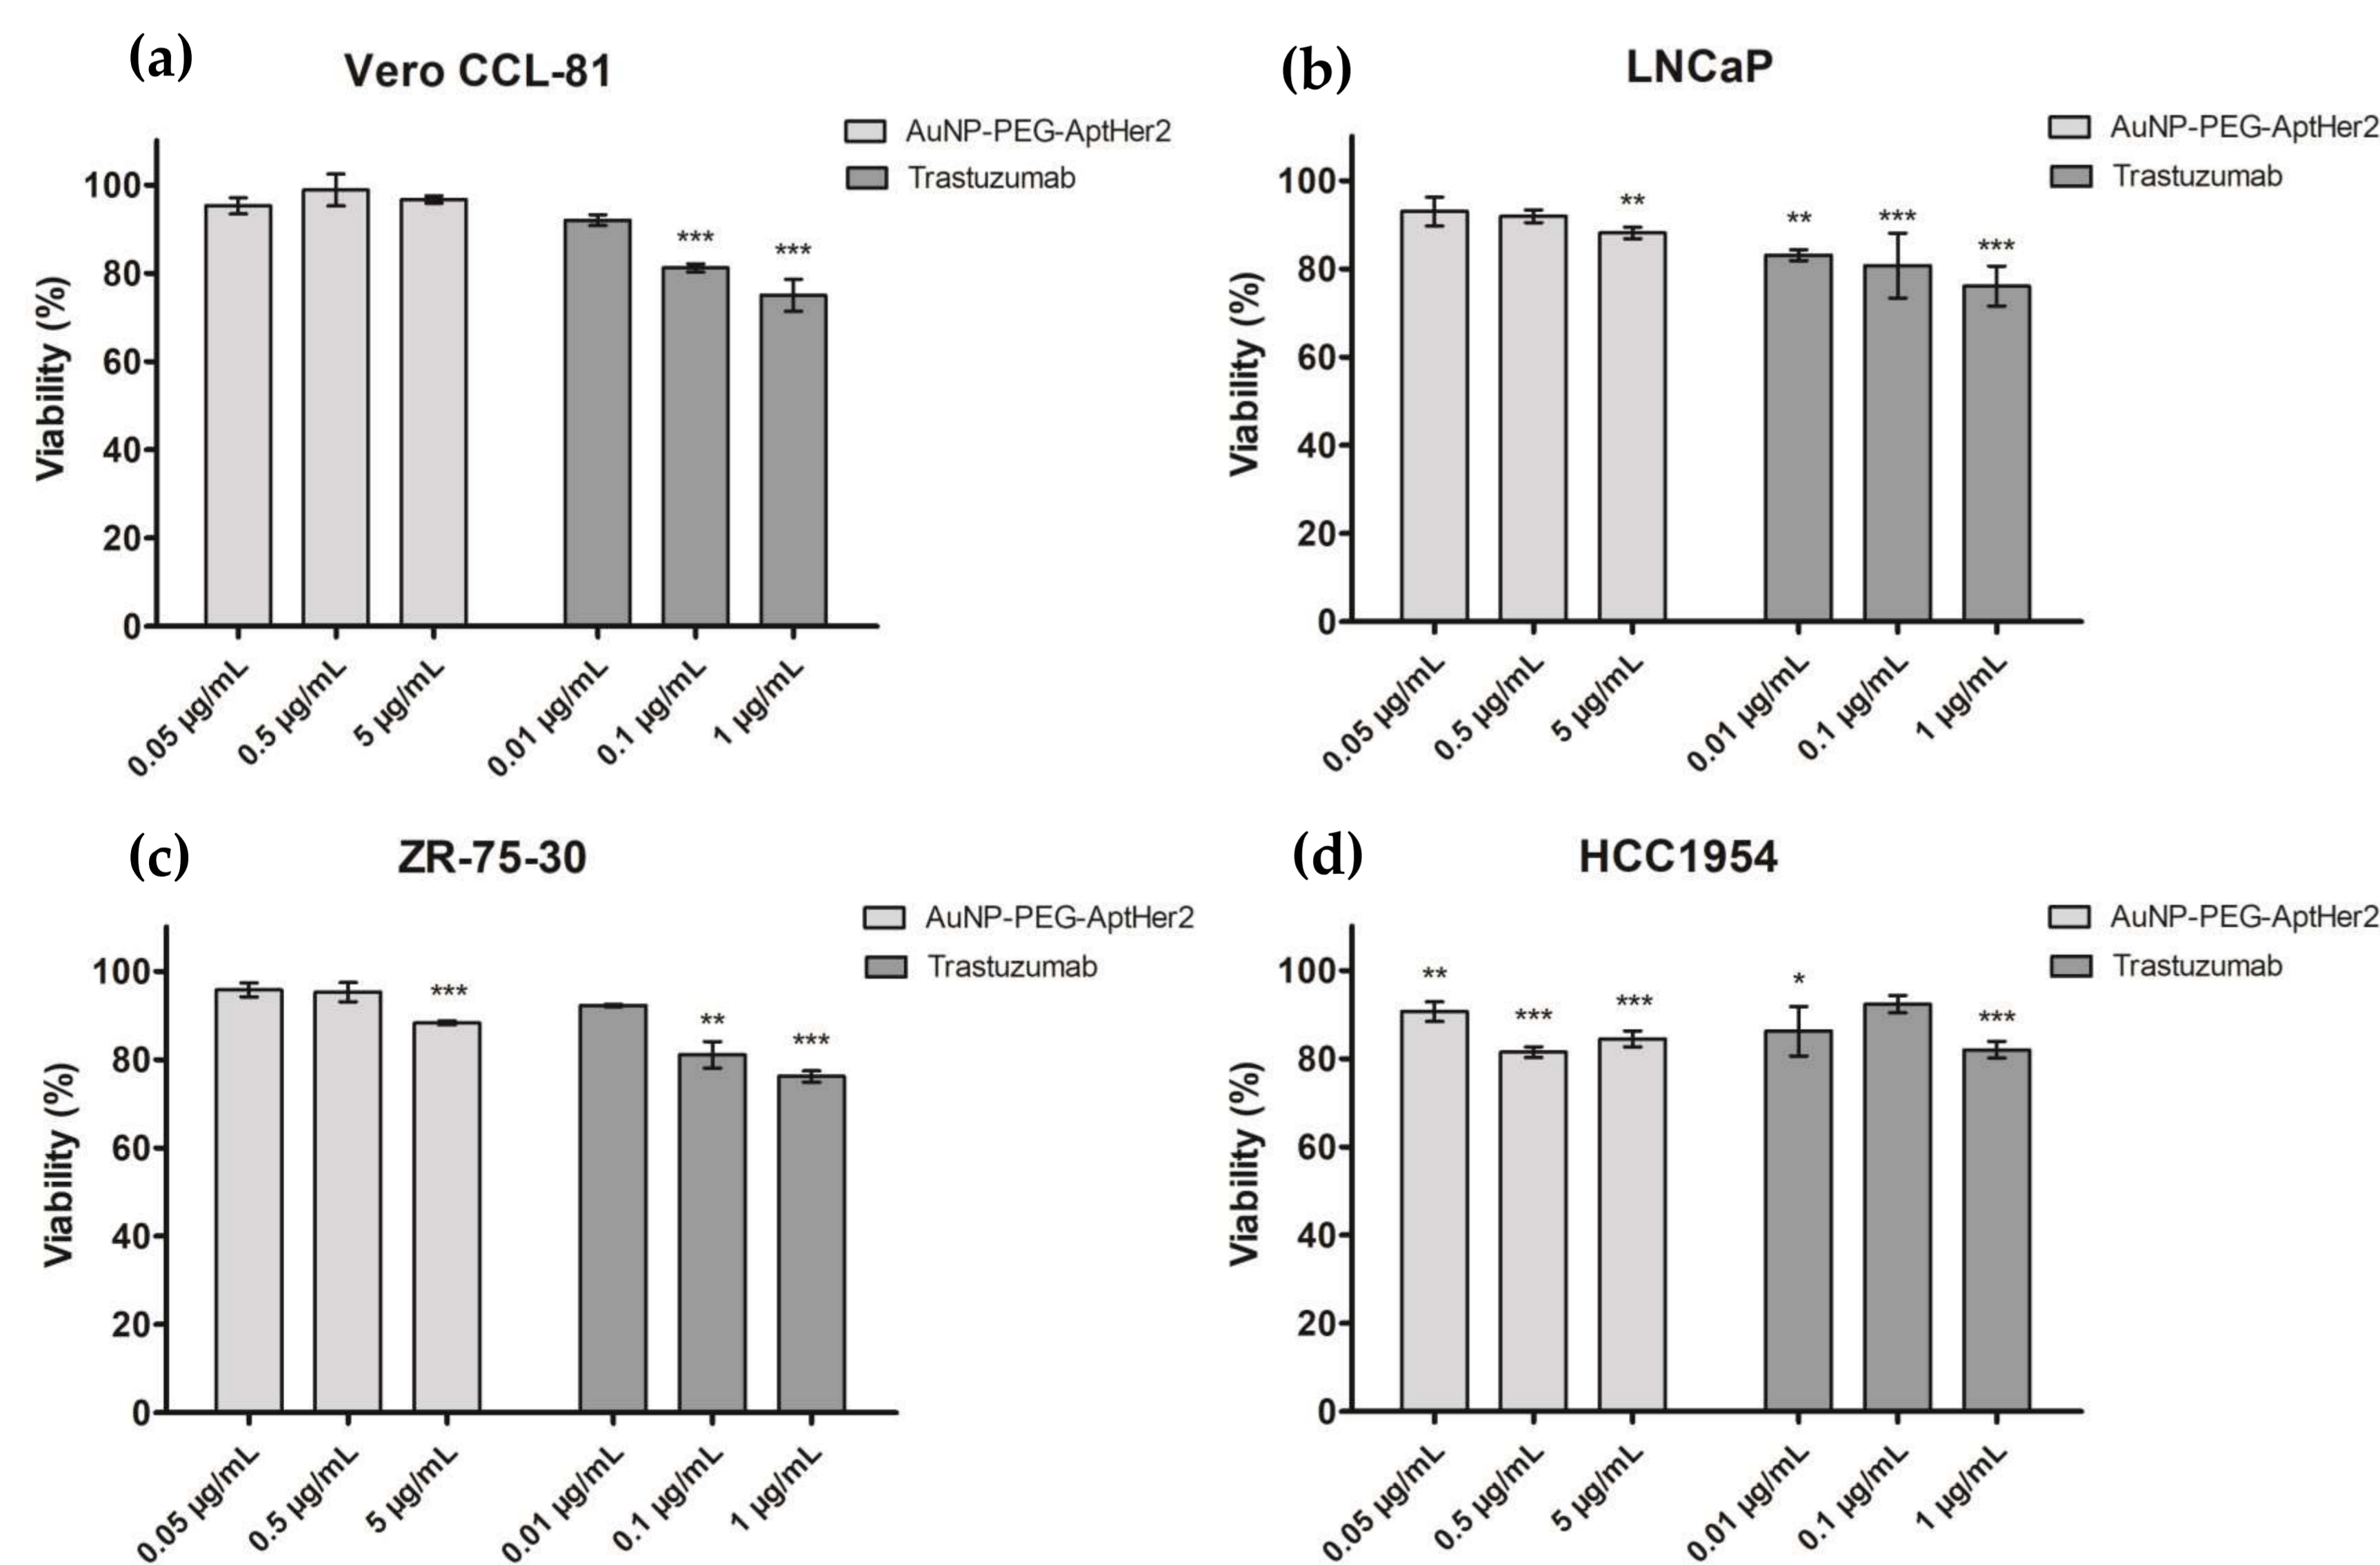 (a)
Vero CCL-81
AuNP-PEG-AptHer2
Trastuzumab
Viability (%)
100
80
60
40
20
0
0.05 µg/mL
0.5 µg/mL
5 µg/mL
0.01 µg/mL
0.1 µg/mL
1 µg/mL
***
***
(b)
LNCaP
AuNP-PEG-AptHer2
Trastuzumab
Viability (%)
100
80
60
40
20
0
0.05 µg/mL
0.5 µg/mL
5 µg/mL
0.01 µg/mL
0.1 µg/mL
1 µg/mL
**
**
***
***
(c)
ZR-75-30
AuNP-PEG-AptHer2
Trastuzumab
Viability (%)
100
80
60
40
20
0
0.05 µg/mL
0.5 µg/mL
5 µg/mL
0.01 µg/mL
0.1 µg/mL
1 µg/mL
***
**
***
(d)
HCC1954
AuNP-PEG-AptHer2
Trastuzumab
Viability (%)
100
80
60
40
20
0
0.05 µg/mL
0.5 µg/mL
5 µg/mL
0.01 µg/mL
0.1 µg/mL
1 µg/mL
**
***
***
*
***